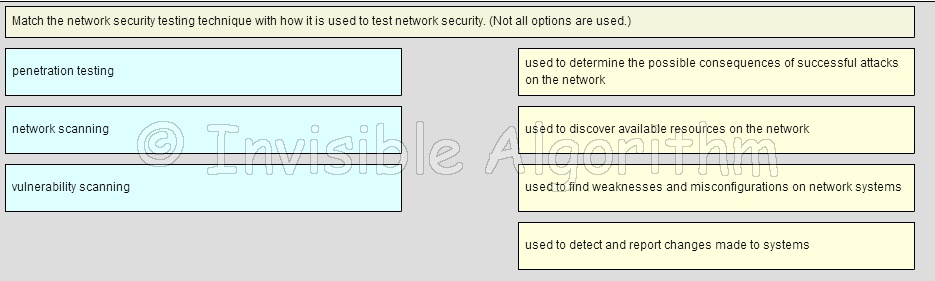 Match the network security testing technique with how it is used to test network security. (Not all options are used.)
penetration testing
used to determine the possible consequences of successful attacks
on the network
network scanning
used to discover available resources on the network
vulnerability scanning
used to find weaknesses and misconfigurations on network systems
used to detect and report changes made to systems
© Invisible Algorithm